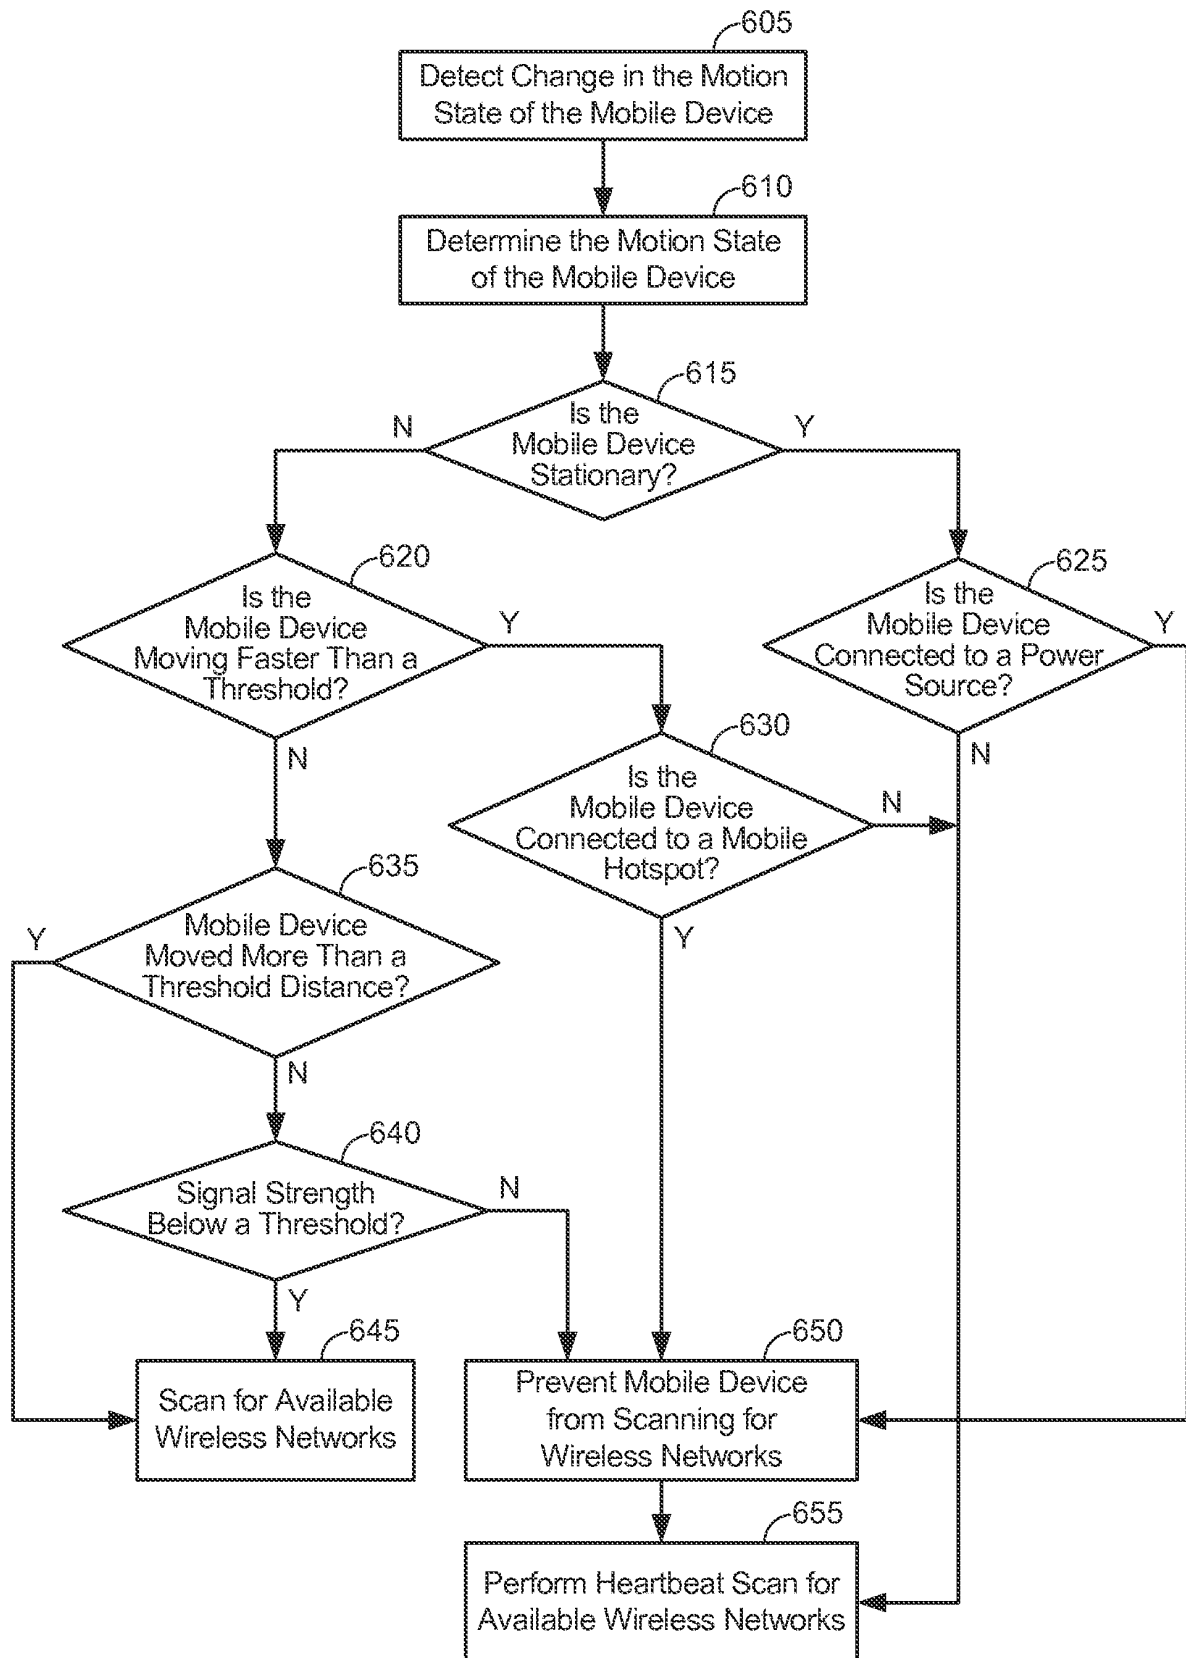 605
Detect Change in the Motion
State of the Mobile Device
610
Determine the Motion State
of the Mobile Device
615
Is the
Mobile Device
Stationary?
N
Y
620
Is the
Mobile Device
Moving Faster Than a
Threshold?
Y
N
625
Is the
Mobile Device
Connected to a Power
Source?
Y
N
630
Is the
Mobile Device
Connected to a Mobile
Hotspot?
N
Y
635
Mobile Device
Moved More Than a
Threshold Distance?
Y
N
640
Signal Strength
Below a Threshold?
N
Y
645
Scan for Available
Wireless Networks
650
Prevent Mobile Device
from Scanning for
Wireless Networks
655
Perform Heartbeat Scan for
Available Wireless Networks